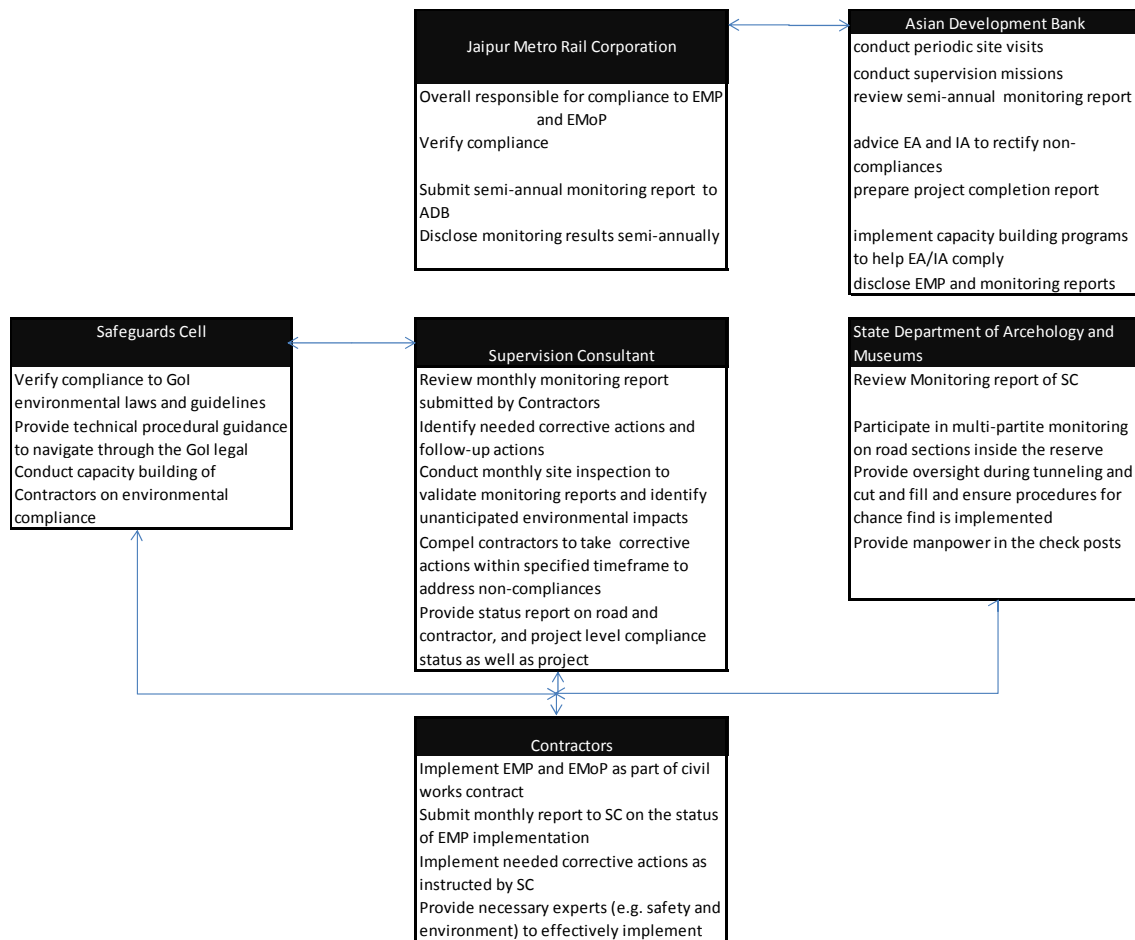 Jaipur Metro Rail Corporation
Overall responsible for compliance to EMP
and EMoP
Verify compliance
Submit semi-annual monitoring report to
ADB
Disclose monitoring results semi-annually
Asian Development Bank
conduct periodic site visits
conduct supervision missions
review semi-annual monitoring report
advice EA and IA to rectify non-
compliances
prepare project completion report
implement capacity building programs
to help EA/IA comply
disclose EMP and monitoring reports
Safeguards Cell
Verify compliance to GoI
environmental laws and guidelines
Provide technical procedural guidance
to navigate through the GoI legal
Conduct capacity building of
Contractors on environmental
compliance
Supervision Consultant
Review monthly monitoring report
submitted by Contractors
Identify needed corrective actions and
follow-up actions
Conduct monthly site inspection to
validate monitoring reports and identify
unanticipated environmental impacts
Compel contractors to take corrective
actions within specified timeframe to
address non-compliances
Provide status report on road and
contractor, and project level compliance
status as well as project
State Department of Arcehology and
Museums
Review Monitoring report of SC
Participate in multi-partite monitoring
on road sections inside the reserve
Provide oversight during tunneling and
cut and fill and ensure procedures for
chance find is implemented
Provide manpower in the check posts
Contractors
Implement EMP and EMoP as part of civil
works contract
Submit monthly report to SC on the status
of EMP implementation
Implement needed corrective actions as
instructed by SC
Provide necessary experts (e.g. safety and
environment) to effectively implement